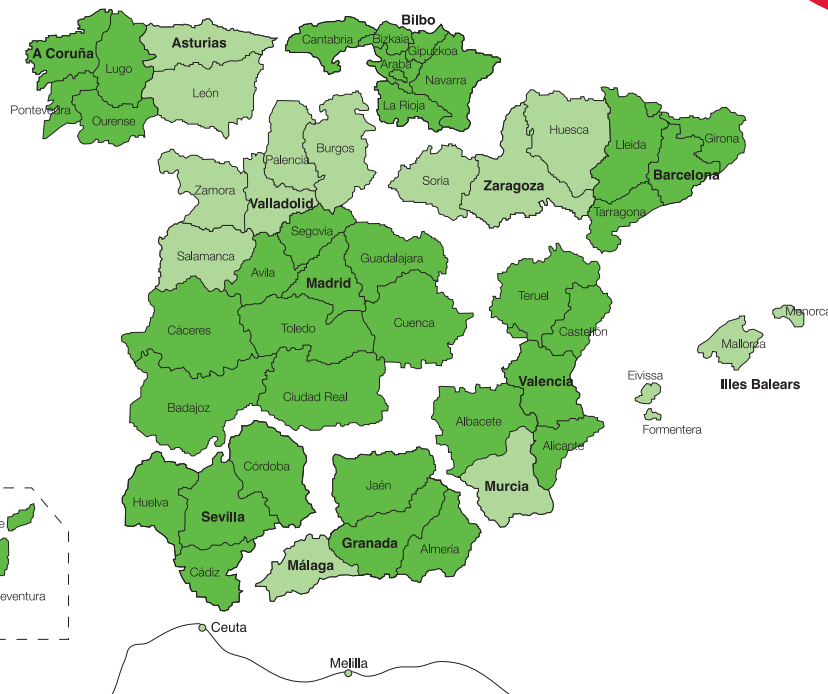 Bilbo
A Coruña
Lugo
Asturias
León
Pontevedra
Ourense
Cantabria
Bizkaia
Gipuzkoa
Araba
Navarra
La Rioja
Palencia
Burgos
Zamora
Valladolid
Salamanca
Soria
Zaragoza
Huesca
Lleida
Girona
Barcelona
Tarragona
Segovia
Avila
Madrid
Guadalajara
Cáceres
Toledo
Cuenca
Badajoz
Ciudad Real
Teruel
Castellón
Valencia
Albacete
Alicante
Murcia
Menorca
Mallorca
Eivissa
Illes Balears
Formentera
Córdoba
Huelva
Sevilla
Cádiz
Jaén
Granada
Almería
Málaga
e
eventura
Ceuta
Melilla